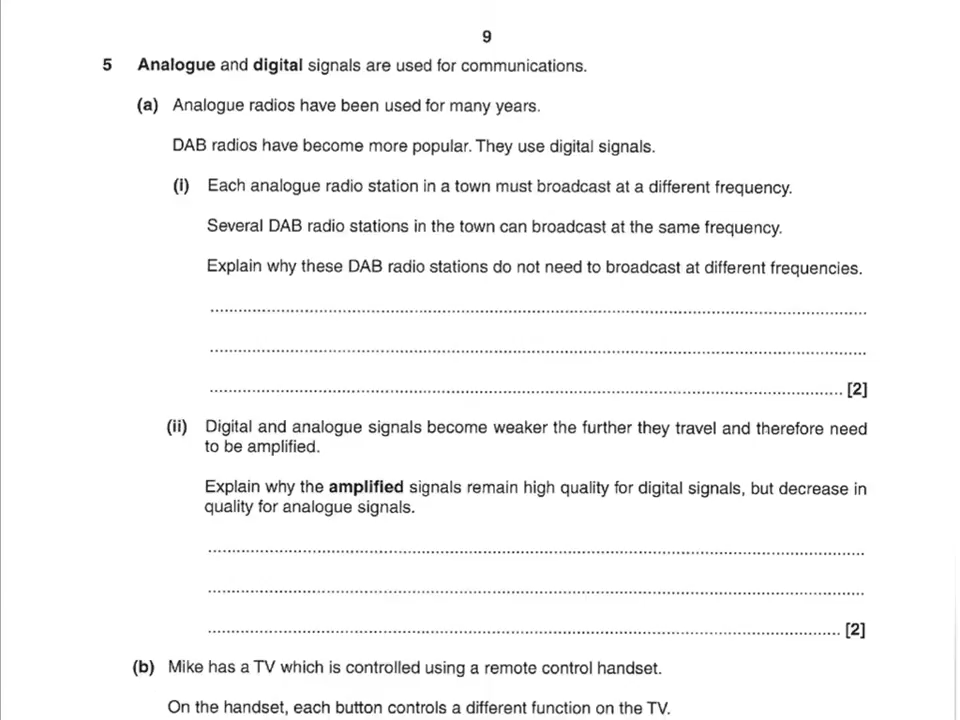 9
5 Analogue and digital signals are used for communications.
(a) Analogue radios have been used for many years.
DAB radios have become more popular. They use digital signals.
(i) Each analogue radio station in a town must broadcast at a different frequency.
Several DAB radio stations in the town can broadcast at the same frequency.
Explain why these DAB radio stations do not need to broadcast at different frequencies.
[2]
(ii) Digital and analogue signals become weaker the further they travel and therefore need
to be amplified.
Explain why the amplified signals remain high quality for digital signals, but decrease in
quality for analogue signals.
[2]
(b) Mike has a TV which is controlled using a remote control handset.
On the handset, each button controls a different function on the TV.